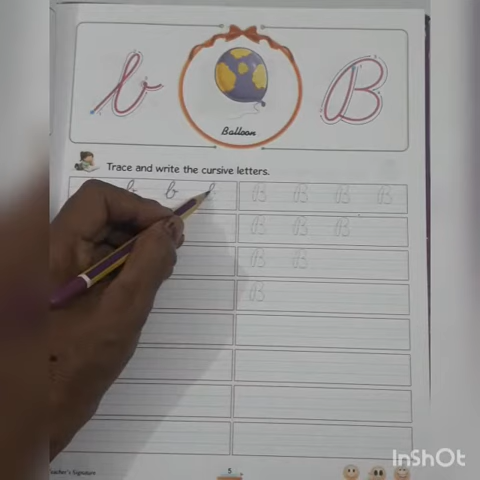 b B
Balloon
Trace and write the cursive letters.
b b b B B B B
B B B
B B
B
Teacher's Signature
5
InShOt